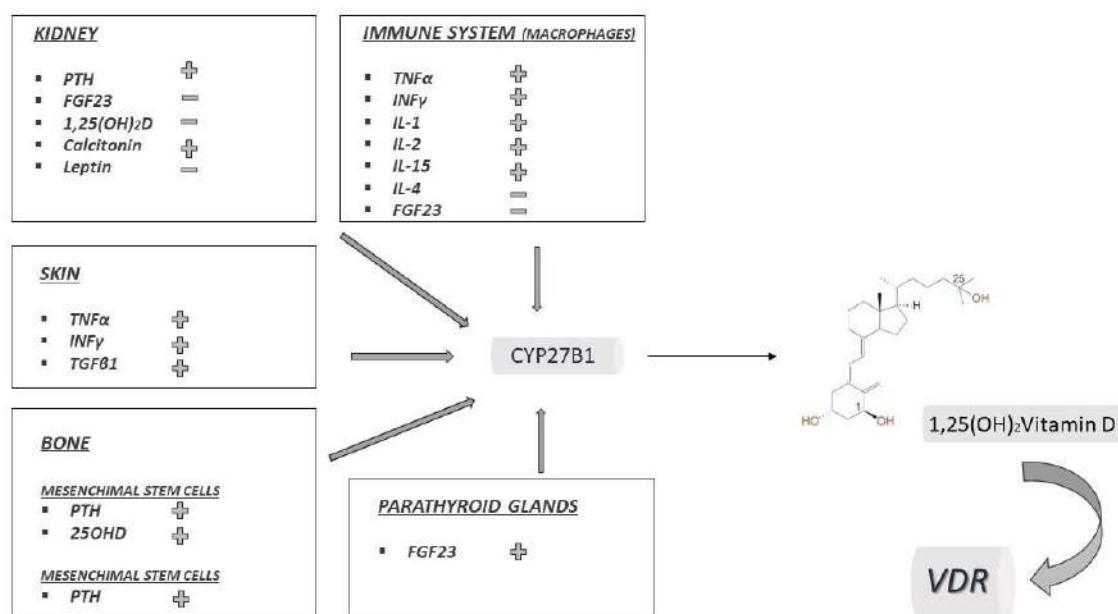 KIDNEY
PTH +
FGF23 −
1,25(OH)₂D −
Calcitonin +
Leptin −
IMMUNE SYSTEM (MACROPHAGES)
TNFα +
INFγ +
IL-1 +
IL-2 +
IL-15 +
IL-4 −
FGF23 −
SKIN
TNFα +
INFγ +
TGFβ1 +
BONE
MESENCHIMAL STEM CELLS
PTH +
25OHD +
MESENCHIMAL STEM CELLS
PTH +
PARATHYROID GLANDS
FGF23 +
CYP27B1
25
OH
H
1
HO
OH
1,25(OH)₂Vitamin D
VDR